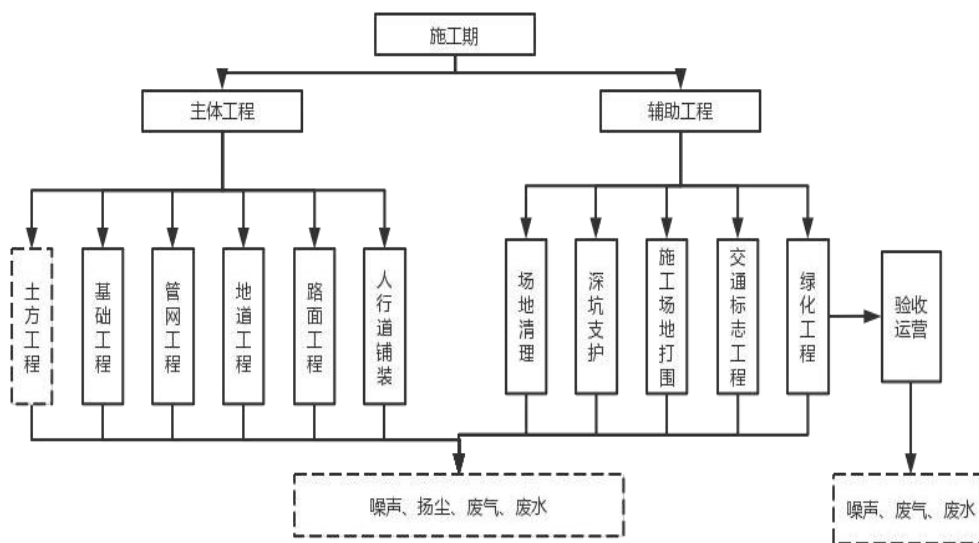 施工期
主体工程
辅助工程
土方工程
基础工程
管网工程
地道工程
路面工程
人行道铺装
场地清理
深坑支护
施工场地打围
交通标志工程
绿化工程
验收
运营
噪声、扬尘、废气、废水
噪声、废气、废水